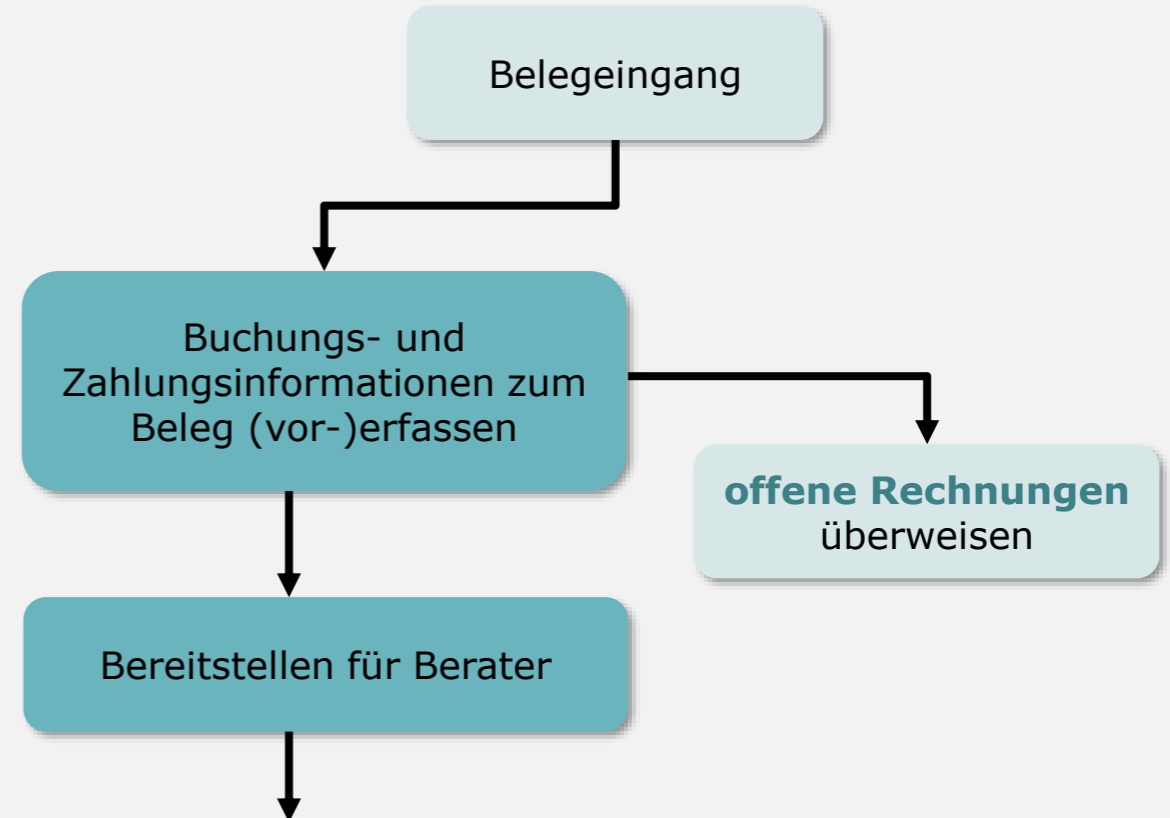 Belegeingang
Buchungs- und
Zahlungsinformationen zum
Beleg (vor-)erfassen
offene Rechnungen
überweisen
Bereitstellen für Berater